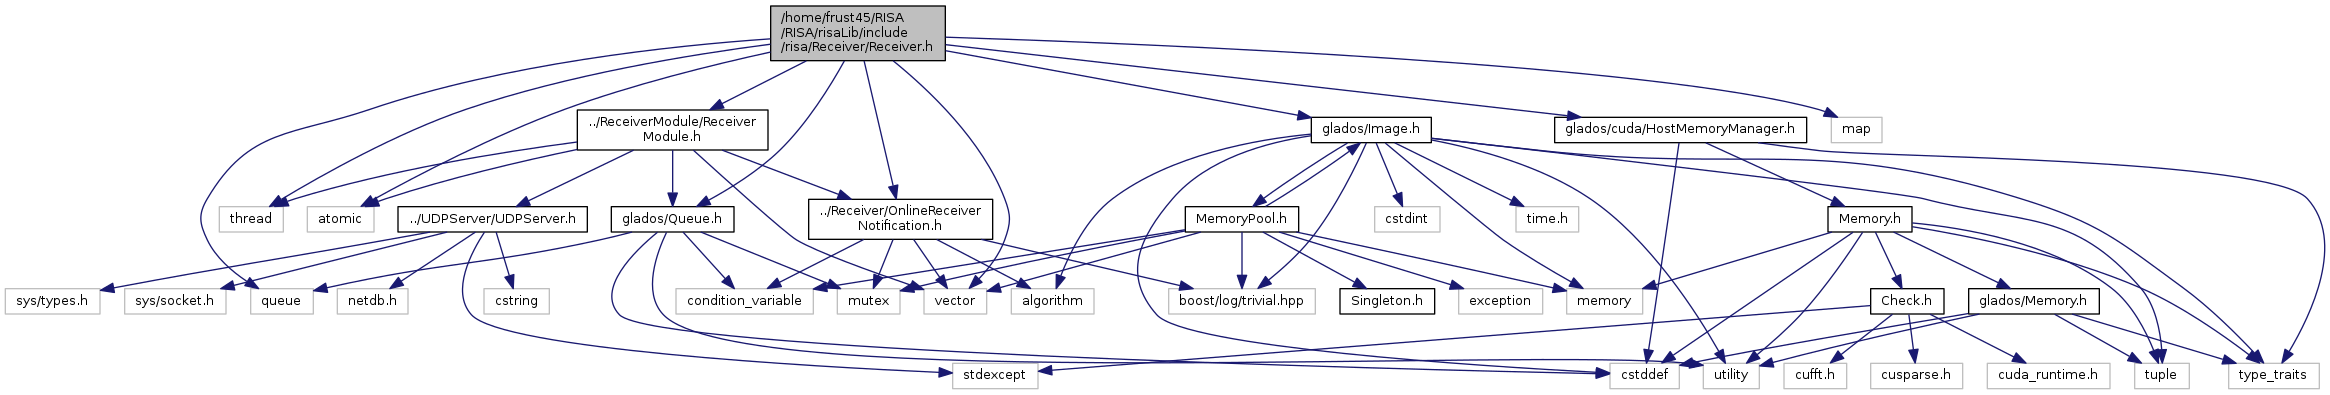 /home/frust45/RISA
/RISA/risaLib/include
/risa/Receiver/Receiver.h
../ReceiverModule/Receiver
Module.h
glados/Image.h
glados/cuda/HostMemoryManager.h
map
thread
atomic
../UDPServer/UDPServer.h
glados/Queue.h
../Receiver/OnlineReceiver
Notification.h
MemoryPool.h
cstdint
time.h
Memory.h
sys/types.h
sys/socket.h
queue
netdb.h
cstring
condition_variable
mutex
vector
algorithm
boost/log/trivial.hpp
Singleton.h
exception
memory
Check.h
glados/Memory.h
stdexcept
cstddef
utility
cufft.h
cusparse.h
cuda_runtime.h
tuple
type_traits